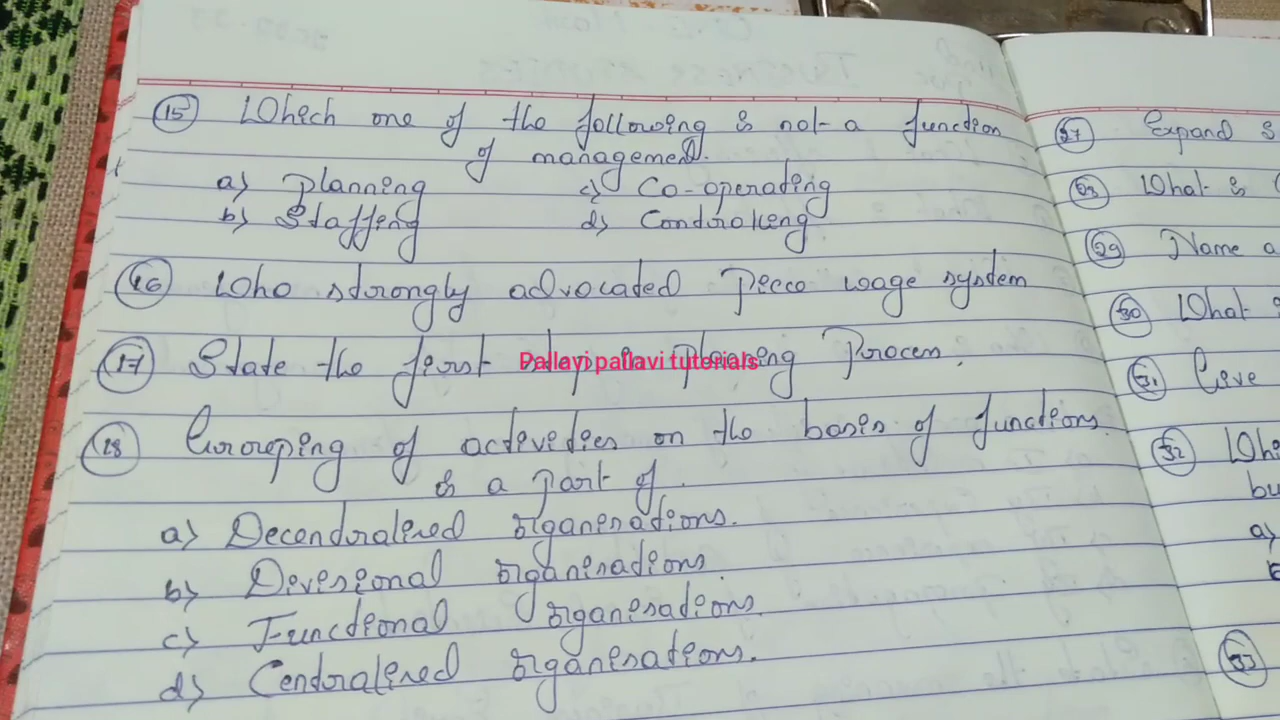 15 Which one of the following is not a function
of management.
a) Planning
b) Staffing
c) Co-operating
d) Controlling
16 Who strongly advocated Piece wage system
17 State the first step in planning Process.
Pallavi pallavi tutorials
18 Grouping of activities on the basis of functions
is a part of.
a) Decentralised organisations.
b) Divisional organisations
c) Functional organisations.
d) Centralised organisations.
27 Expand
28 What is
29 Name a
30 What
31 Give
32
bu
a)
33